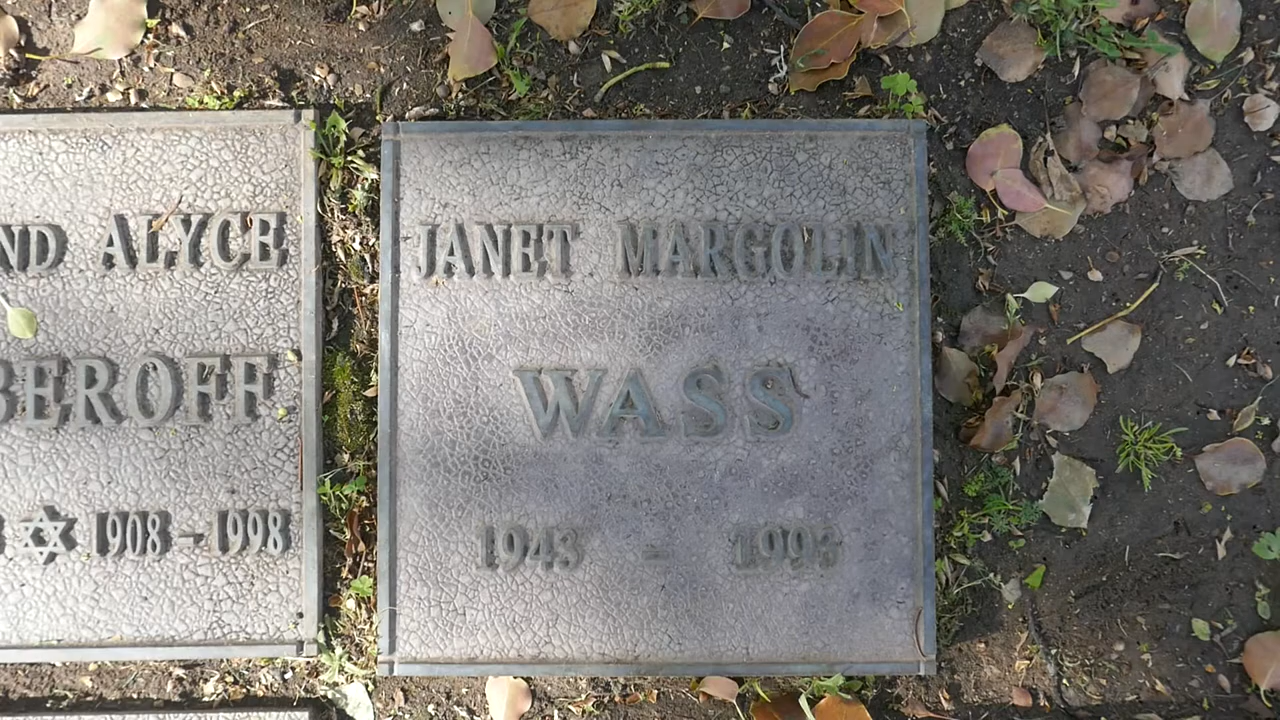 ND ALYCE
BEROFF
✡ 1908 – 1998
JANET MARGOLIN
WASS
1943 – 1993